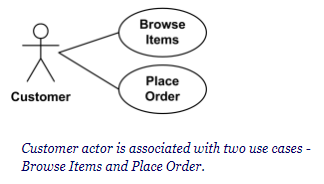 Browse
Items
Place
Order
Customer
Customer actor is associated with two use cases -
Browse Items and Place Order.